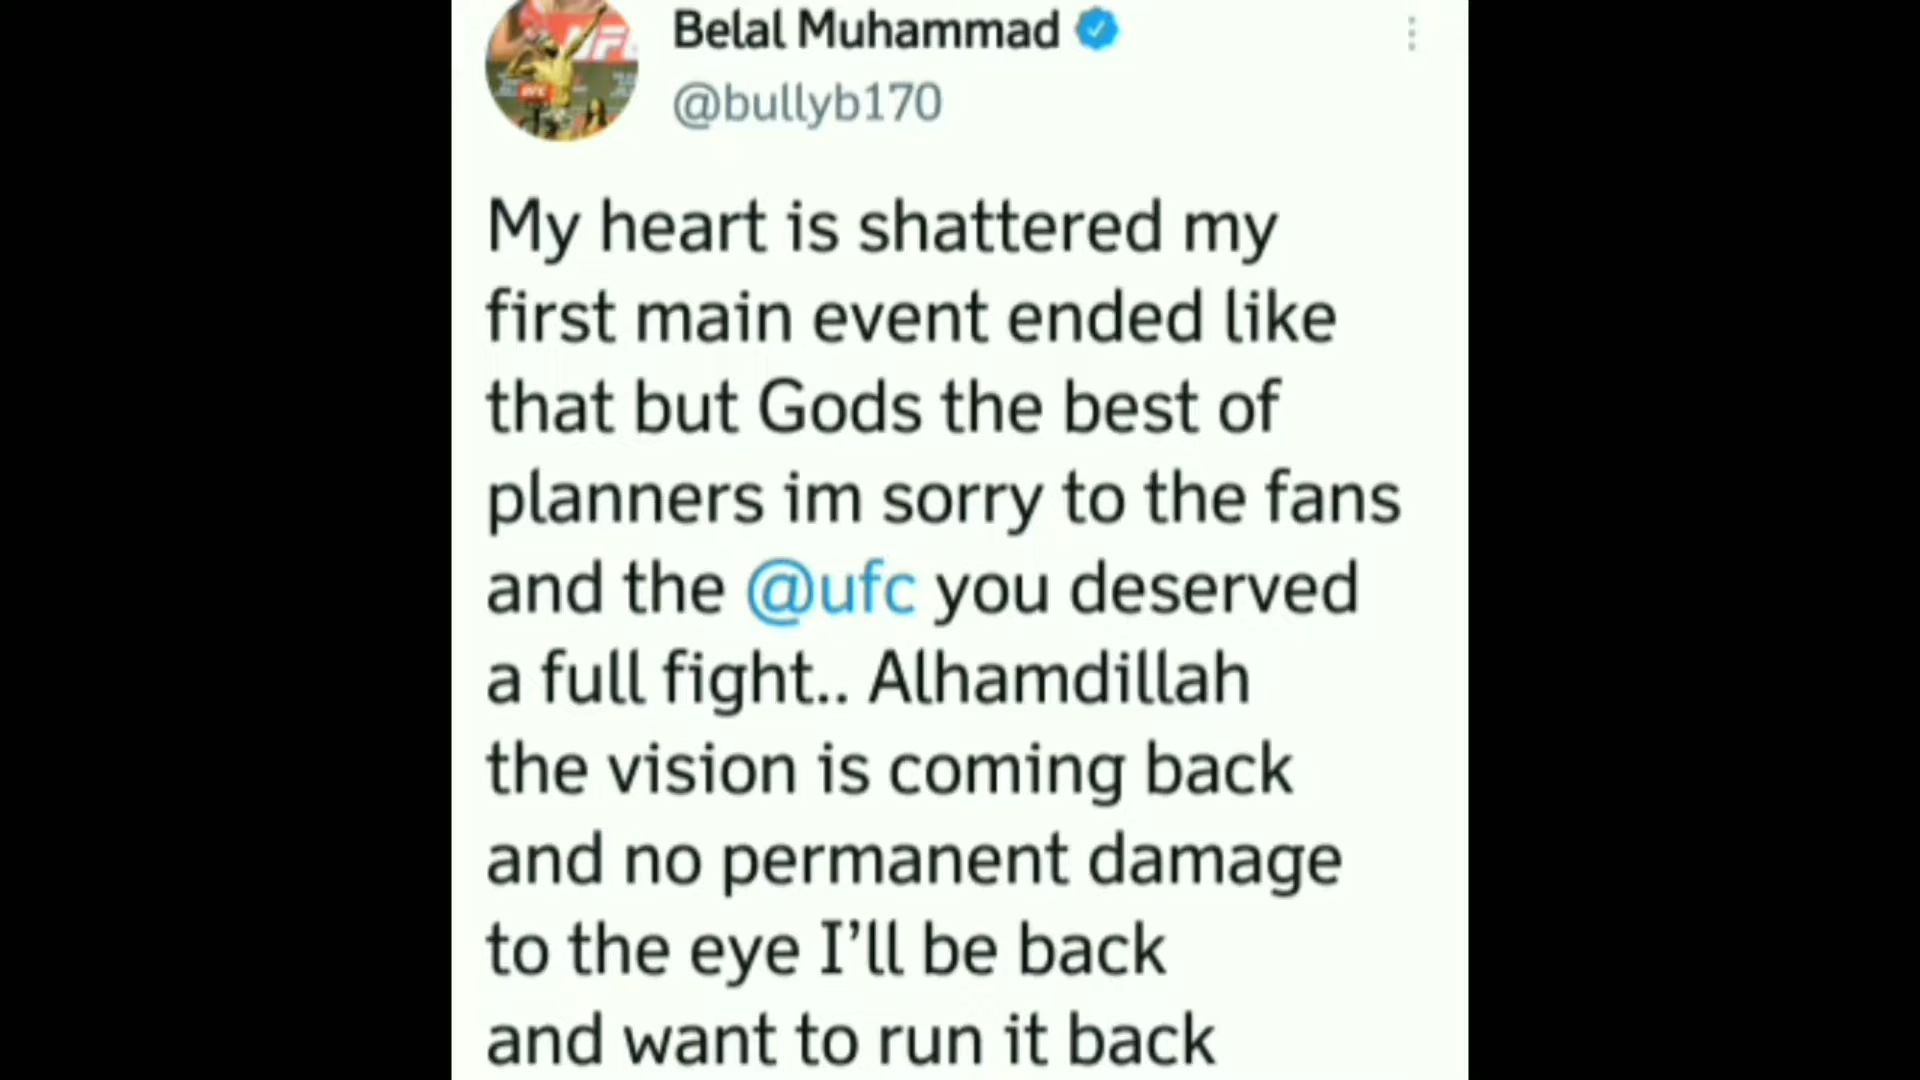 Belal Muhammad
@bullyb170
My heart is shattered my
first main event ended like
that but Gods the best of
planners im sorry to the fans
and the @ufc you deserved
a full fight.. Alhamdillah
the vision is coming back
and no permanent damage
to the eye I’ll be back
and want to run it back